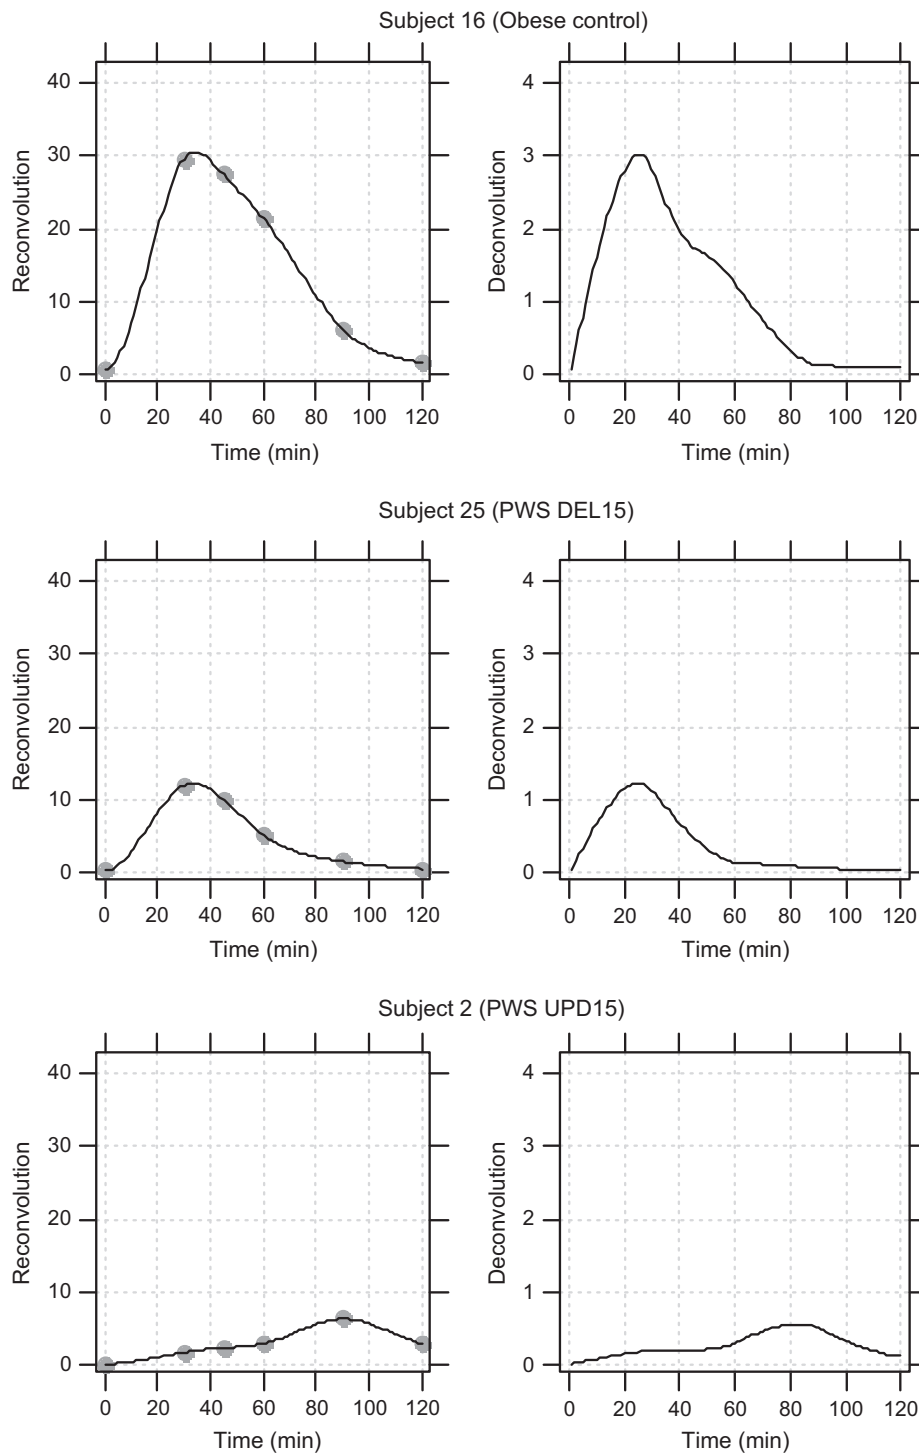 Subject 16 (Obese control)
Reconvolution
40
30
20
10
0
0 20 40 60 80 100 120
Time (min)
Deconvolution
4
3
2
1
0
0 20 40 60 80 100 120
Time (min)
Subject 25 (PWS DEL15)
Reconvolution
40
30
20
10
0
0 20 40 60 80 100 120
Time (min)
Deconvolution
4
3
2
1
0
0 20 40 60 80 100 120
Time (min)
Subject 2 (PWS UPD15)
Reconvolution
40
30
20
10
0
0 20 40 60 80 100 120
Time (min)
Deconvolution
4
3
2
1
0
0 20 40 60 80 100 120
Time (min)